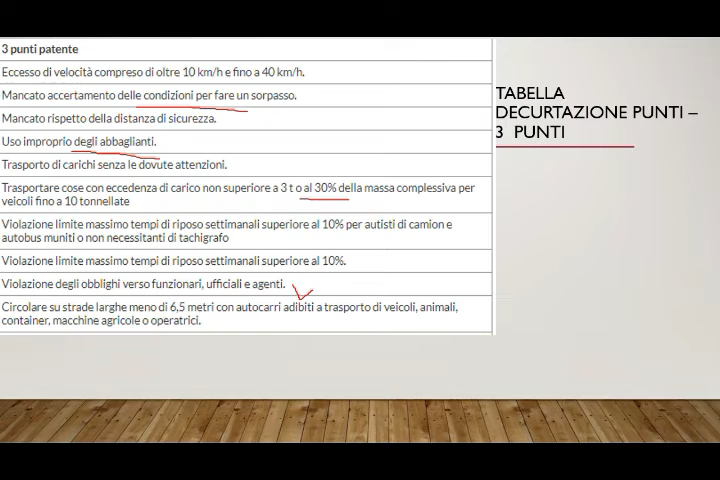 3 punti patente
Eccesso di velocità compreso di oltre 10 km/h e fino a 40 km/h.
Mancato accertamento delle condizioni per fare un sorpasso.
Mancato rispetto della distanza di sicurezza.
Uso improprio degli abbaglianti.
Trasporto di carichi senza le dovute attenzioni.
Trasportare cose con eccedenza di carico non superiore a 3 t o al 30% della massa complessiva per
veicoli fino a 10 tonnellate
Violazione limite massimo tempi di riposo settimanali superiore al 10% per autisti di camion e
autobus muniti o non necessitanti di tachigrafo
Violazione limite massimo tempi di riposo settimanali superiore al 10%.
Violazione degli obblighi verso funzionari, ufficiali e agenti.
Circolare su strade larghe meno di 6,5 metri con autocarri adibiti a trasporto di veicoli, animali,
container, macchine agricole o operatrici.
TABELLA
DECURTAZIONE PUNTI –
3 PUNTI